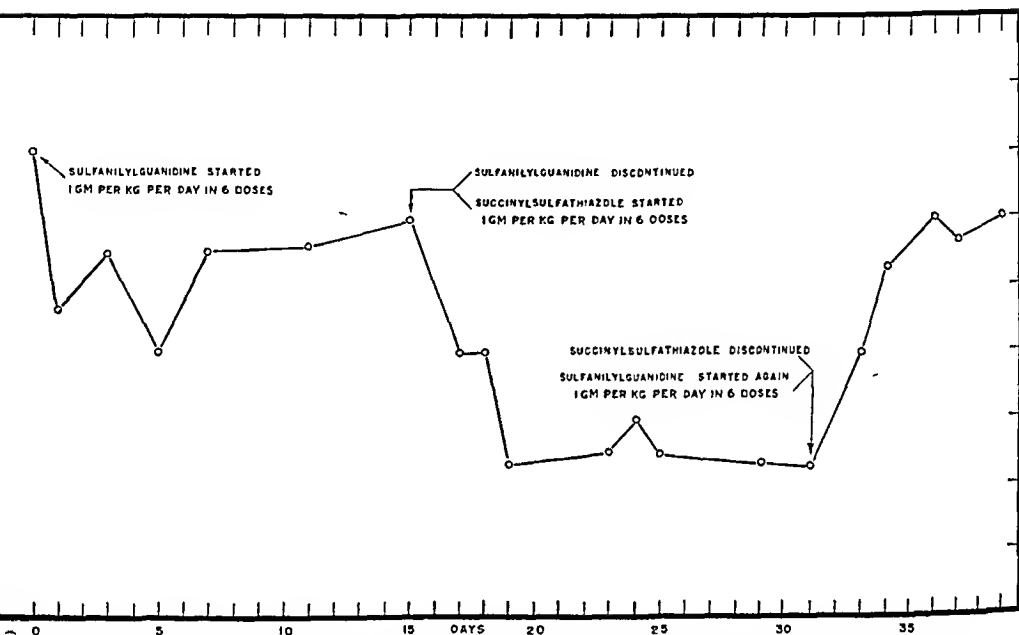 SULFANILYLGUANIDINE STARTED
1GM PER KG PER DAY IN 6 DOSES
SULFANILYLGUANIDINE DISCONTINUED
SUCCINYLSULFATHIAZOLE STARTED
1GM PER KG PER DAY IN 6 DOSES
SUCCINYLSULFATHIAZOLE DISCONTINUED
SULFANILYLGUANIDINE STARTED AGAIN
1GM PER KG PER DAY IN 6 DOSES
0 5 15 DAYS 20 25 30 35